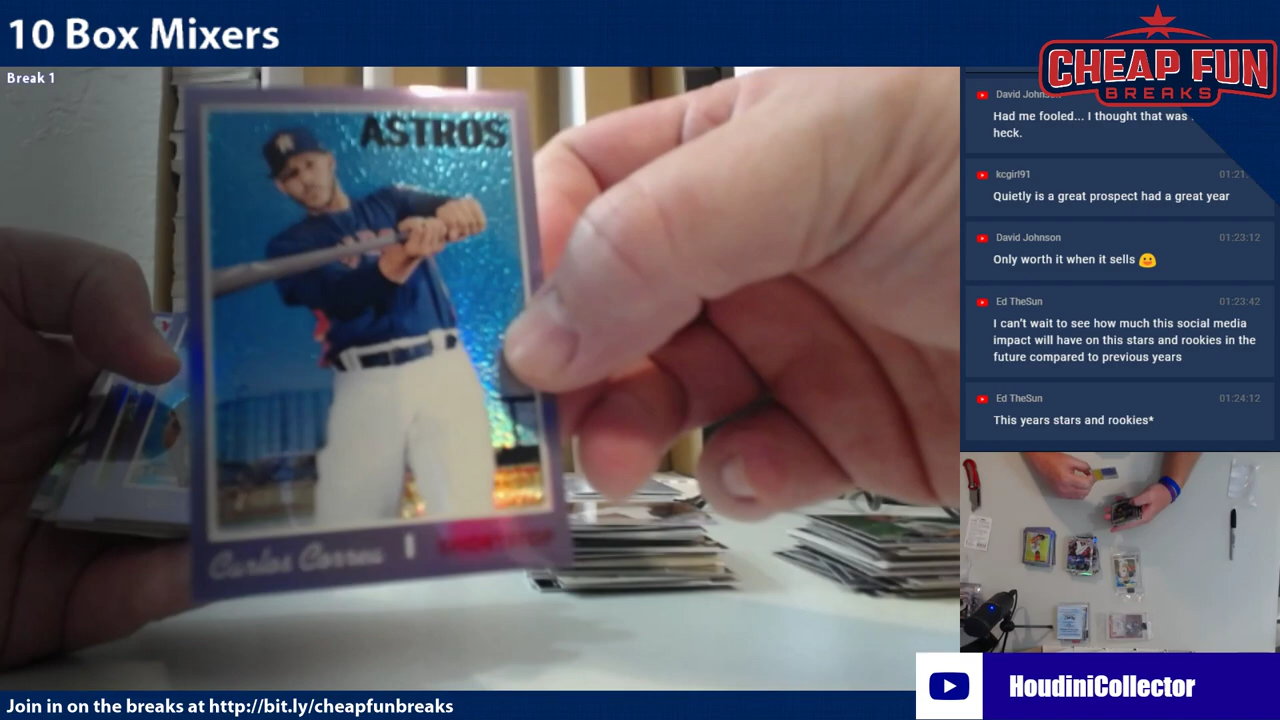 10 Box Mixers
Break 1
CHEAP FUN
BREAKS
David John
Had me fooled... I thought that was
heck.
kcgirl91 01:21
Quietly is a great prospect had a great year
David Johnson 01:23:12
Only worth it when it sells
Ed TheSun 01:23:42
I can't wait to see how much this social media
impact will have on this stars and rookies in the
future compared to previous years
Ed TheSun 01:24:12
This years stars and rookies*
ASTROS
Carlos Correa
HoudiniCollector
Join in on the breaks at http://bit.ly/cheapfunbreaks